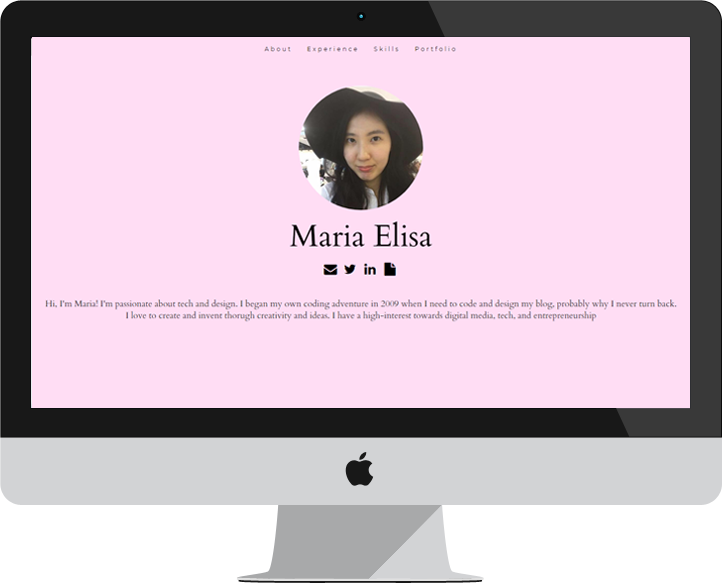 About Experience Skills Portfolio
Maria Elisa
Hi, I'm Maria! I'm passionate about tech and design. I began my own coding adventure in 2009 when I need to code and design my blog, probably why I never turn back.
I love to create and invent thorugh creativity and ideas. I have a high-interest towards digital media, tech, and entrepreneurship